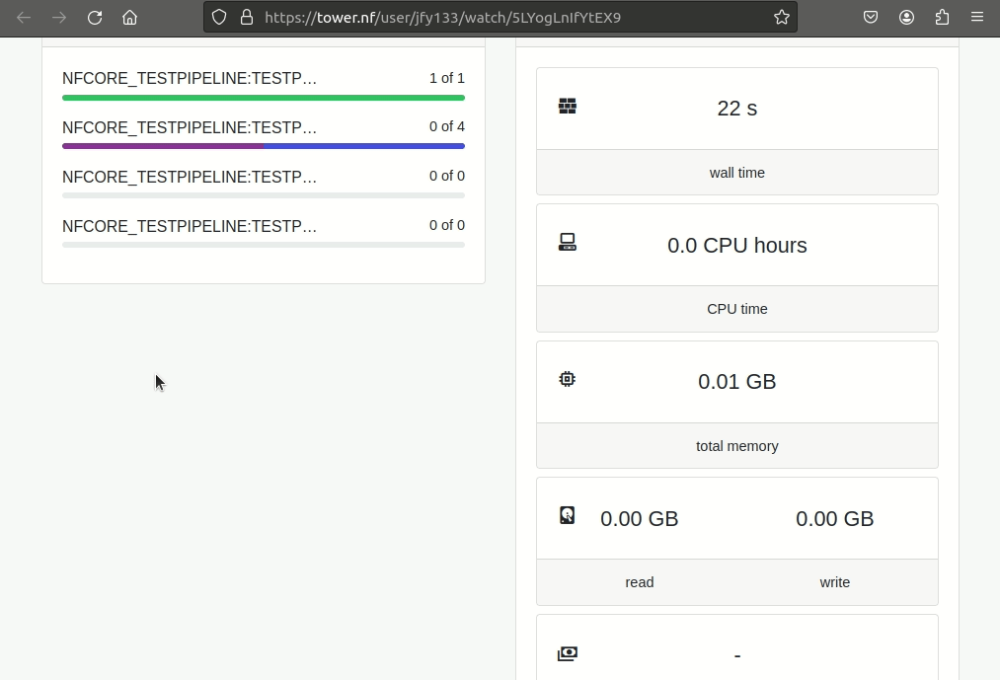 https://tower.nf/user/jfy133/watch/5LYogLnIfYtEX9
NFCORE_TESTPIPELINE:TESTP… 1 of 1
NFCORE_TESTPIPELINE:TESTP… 0 of 4
NFCORE_TESTPIPELINE:TESTP… 0 of 0
NFCORE_TESTPIPELINE:TESTP… 0 of 0
22 s
wall time
0.0 CPU hours
CPU time
0.01 GB
total memory
0.00 GB 0.00 GB
read write
-